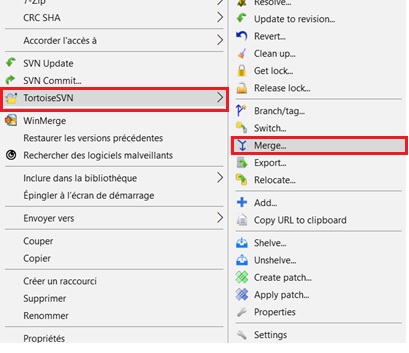 7-Zip
CRC SHA
Accorder l'accès à
SVN Update
SVN Commit...
TortoiseSVN
WinMerge
Restaurer les versions précédentes
Rechercher des logiciels malveillants
Inclure dans la bibliothèque
Épingler à l'écran de démarrage
Envoyer vers
Couper
Copier
Créer un raccourci
Supprimer
Renommer
Propriétés
Resolve...
Update to revision...
Revert...
Clean up...
Get lock...
Release lock...
Branch/tag...
Switch...
Merge...
Export...
Relocate...
Add...
Copy URL to clipboard
Shelve...
Unshelve...
Create patch...
Apply patch...
Properties
Settings